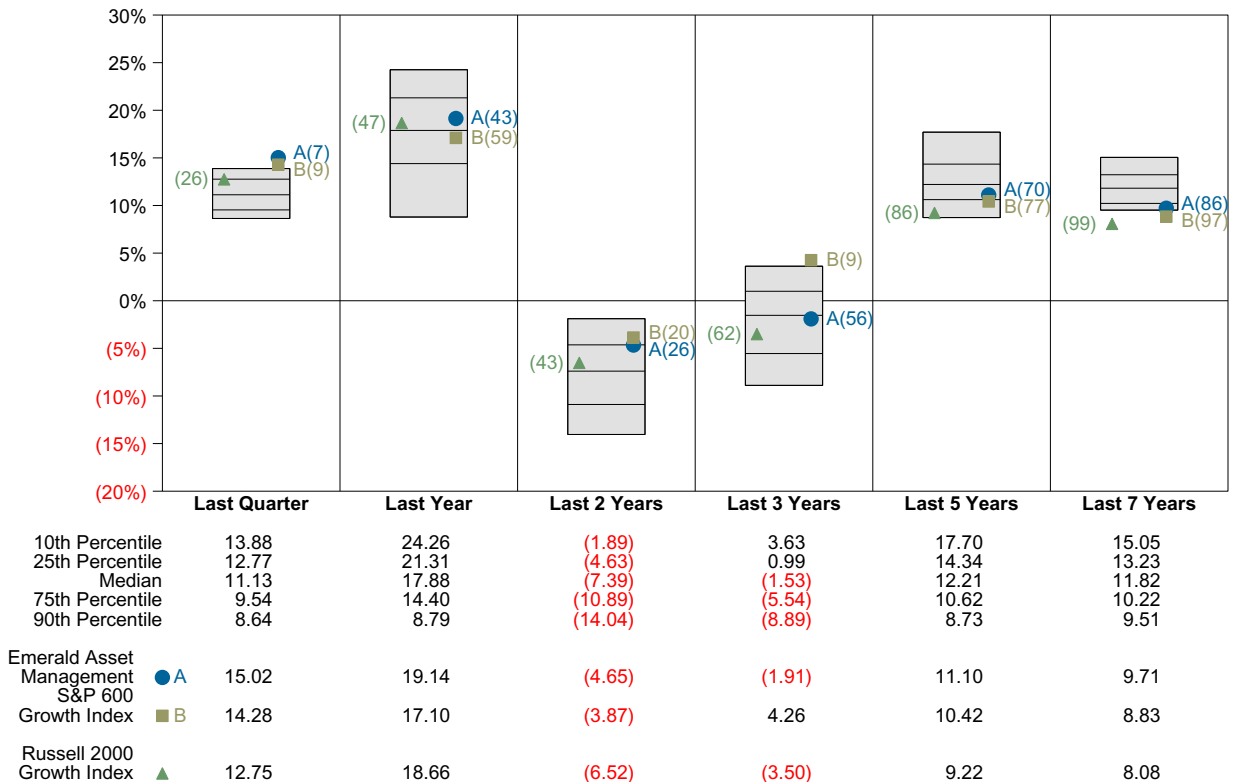 30%
25%
20%
15%
10%
5%
0%
(5%)
(10%)
(15%)
(20%)
(26)
A(7)
B(9)
(47)
A(43)
B(59)
(43)
B(20)
A(26)
(62)
B(9)
A(56)
(86)
A(70)
B(77)
(99)
A(86)
B(97)
Last Quarter Last Year Last 2 Years Last 3 Years Last 5 Years Last 7 Years
10th Percentile 13.88 24.26 (1.89) 3.63 17.70 15.05
25th Percentile 12.77 21.31 (4.63) 0.99 14.34 13.23
Median 11.13 17.88 (7.39) (1.53) 12.21 11.82
75th Percentile 9.54 14.40 (10.89) (5.54) 10.62 10.22
90th Percentile 8.64 8.79 (14.04) (8.89) 8.73 9.51
Emerald Asset
Management A 15.02 19.14 (4.65) (1.91) 11.10 9.71
S&P 600
Growth Index B 14.28 17.10 (3.87) 4.26 10.42 8.83
Russell 2000
Growth Index 12.75 18.66 (6.52) (3.50) 9.22 8.08